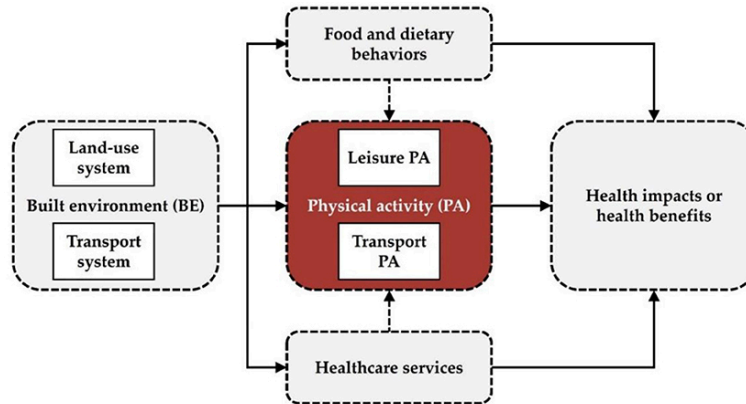 Food and dietary
behaviors
Land-use
system
Built environment (BE)
Transport
system
Leisure PA
Physical activity (PA)
Transport
PA
Health impacts or
health benefits
Healthcare services